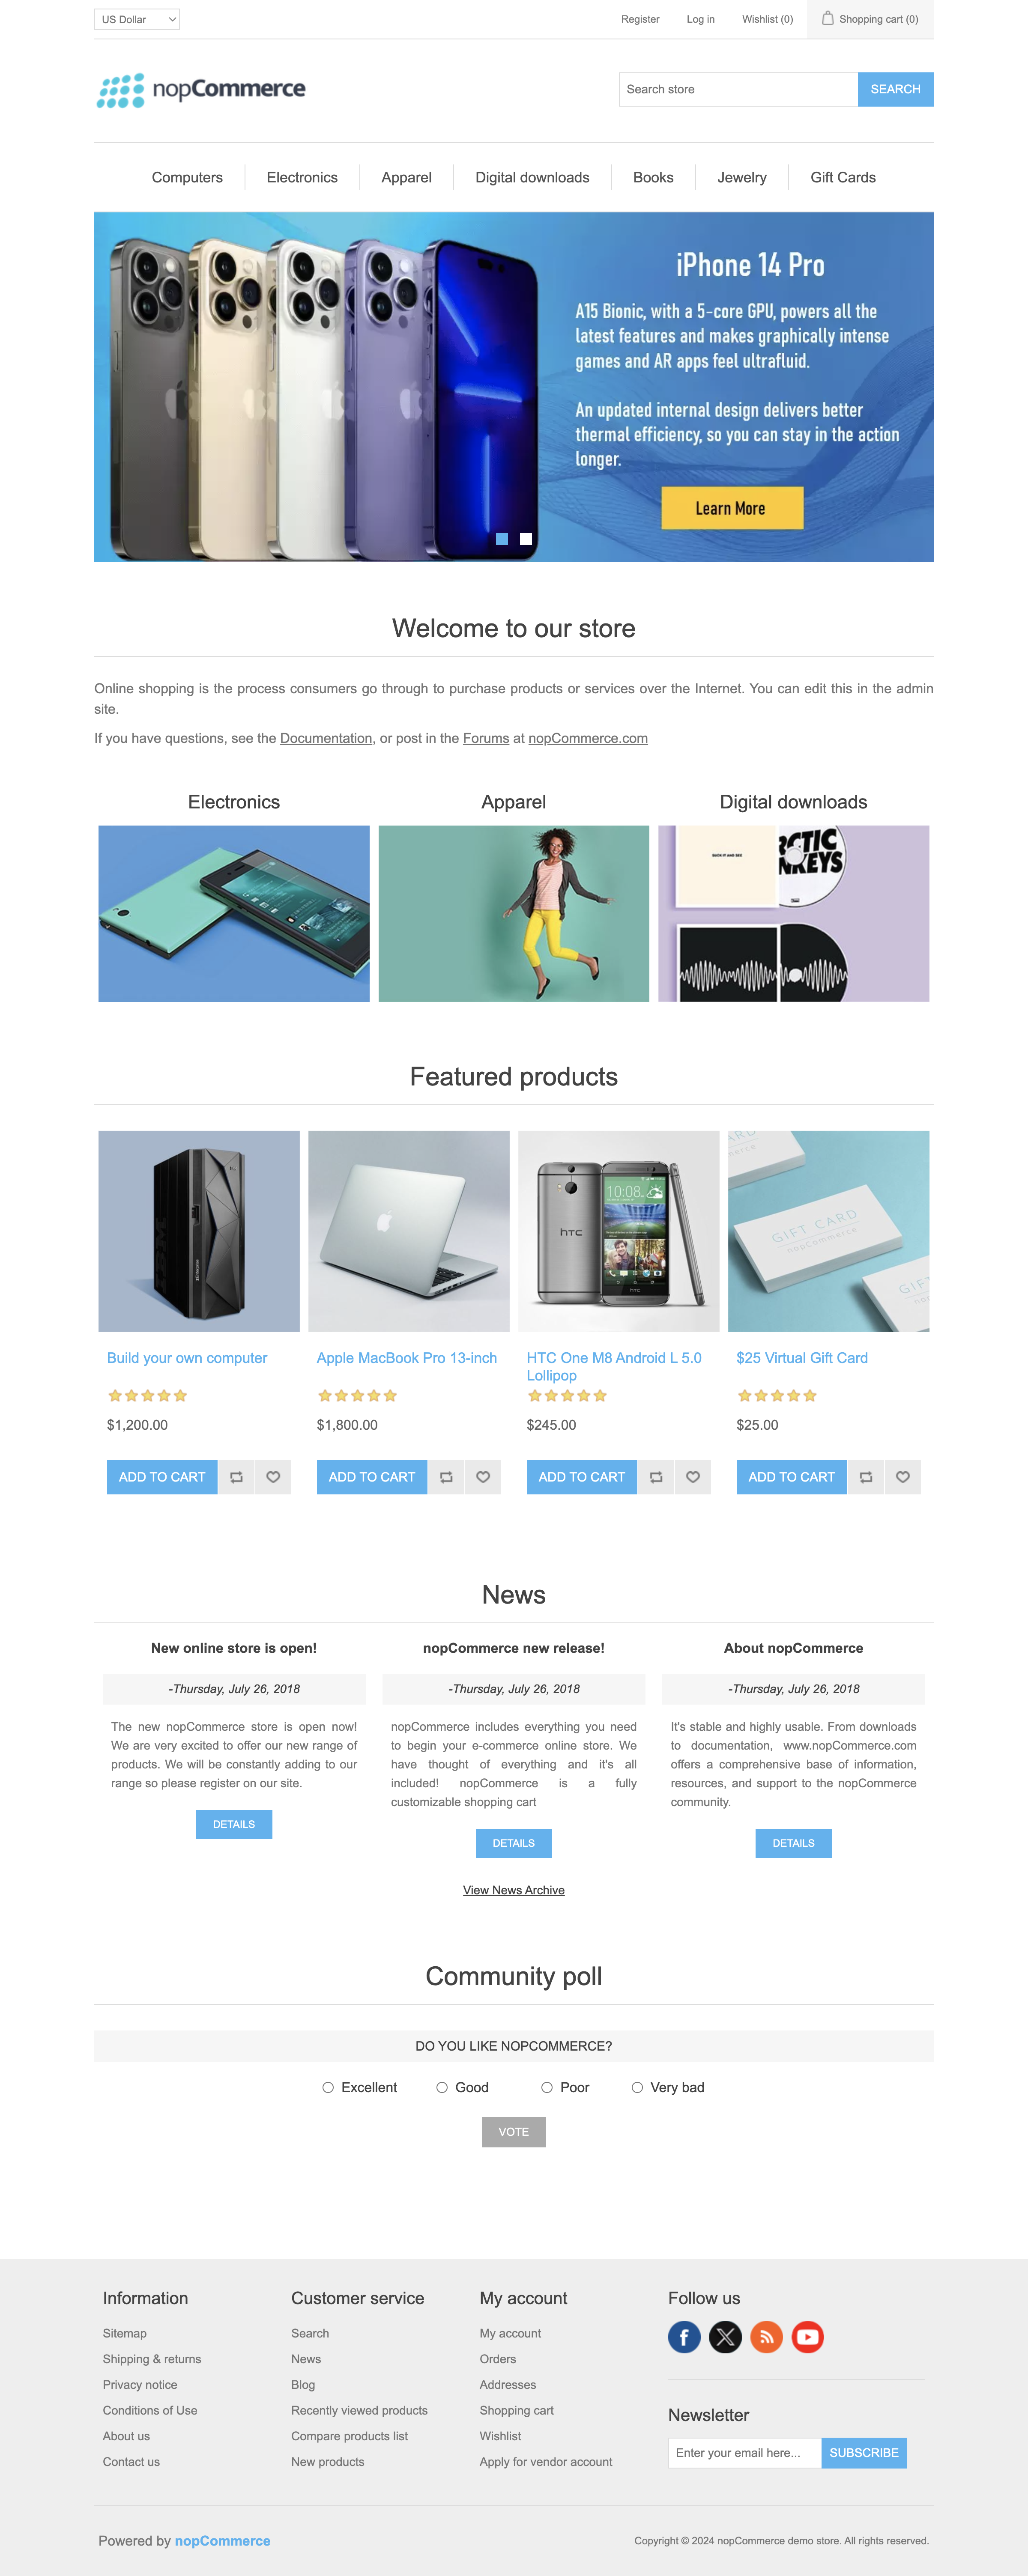 US Dollar
Register
Log in
Wishlist (0)
Shopping cart (0)
nopCommerce
Search store
SEARCH
Computers
Electronics
Apparel
Digital downloads
Books
Jewelry
Gift Cards
iPhone 14 Pro
A15 Bionic, with a 5-core GPU, powers all the
latest features and makes graphically intense
games and AR apps feel ultrafluid.
An updated internal design delivers better
thermal efficiency, so you can stay in the action
longer.
Learn More
Welcome to our store
Online shopping is the process consumers go through to purchase products or services over the Internet. You can edit this in the admin
site.
If you have questions, see the Documentation, or post in the Forums at nopCommerce.com
Electronics
Apparel
Digital downloads
CTIC
NKEYS
Featured products
10:08
hTC
GIFT CARD
nopcommerce
Build your own computer
$1,200.00
ADD TO CART
Apple MacBook Pro 13-inch
$1,800.00
ADD TO CART
HTC One M8 Android L 5.0
Lollipop
$245.00
ADD TO CART
$25 Virtual Gift Card
$25.00
ADD TO CART
News
New online store is open!
-Thursday, July 26, 2018
The new nopCommerce store is open now!
We are very excited to offer our new range of
products. We will be constantly adding to our
range so please register on our site.
DETAILS
nopCommerce new release!
-Thursday, July 26, 2018
nopCommerce includes everything you need
to begin your e-commerce online store. We
have thought of everything and it's all
included! nopCommerce is a fully
customizable shopping cart
DETAILS
About nopCommerce
-Thursday, July 26, 2018
It's stable and highly usable. From downloads
to documentation, www.nopCommerce.com
offers a comprehensive base of information,
resources, and support to the nopCommerce
community.
DETAILS
View News Archive
Community poll
DO YOU LIKE NOPCOMMERCE?
Excellent
Good
Poor
Very bad
VOTE
Information
Sitemap
Shipping & returns
Privacy notice
Conditions of Use
About us
Contact us
Customer service
Search
News
Blog
Recently viewed products
Compare products list
New products
My account
My account
Orders
Addresses
Shopping cart
Wishlist
Apply for vendor account
Follow us
Newsletter
Enter your email here...
SUBSCRIBE
Powered by nopCommerce
Copyright © 2024 nopCommerce demo store. All rights reserved.